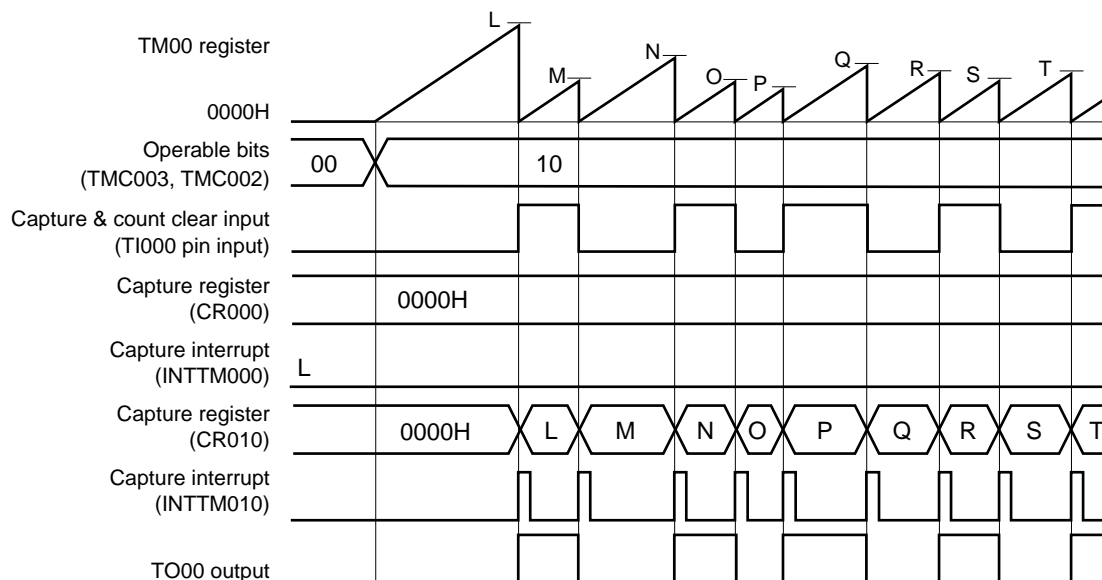 L
M
N
O
P
Q
R
S
T
TM00 register
0000H
Operable bits
(TMC003, TMC002)
00
10
Capture & count clear input
(TI000 pin input)
Capture register
(CR000)
0000H
Capture interrupt
(INTTM000)
L
Capture register
(CR010)
0000H
L
M
N
O
P
Q
R
S
T
Capture interrupt
(INTTM010)
TO00 output